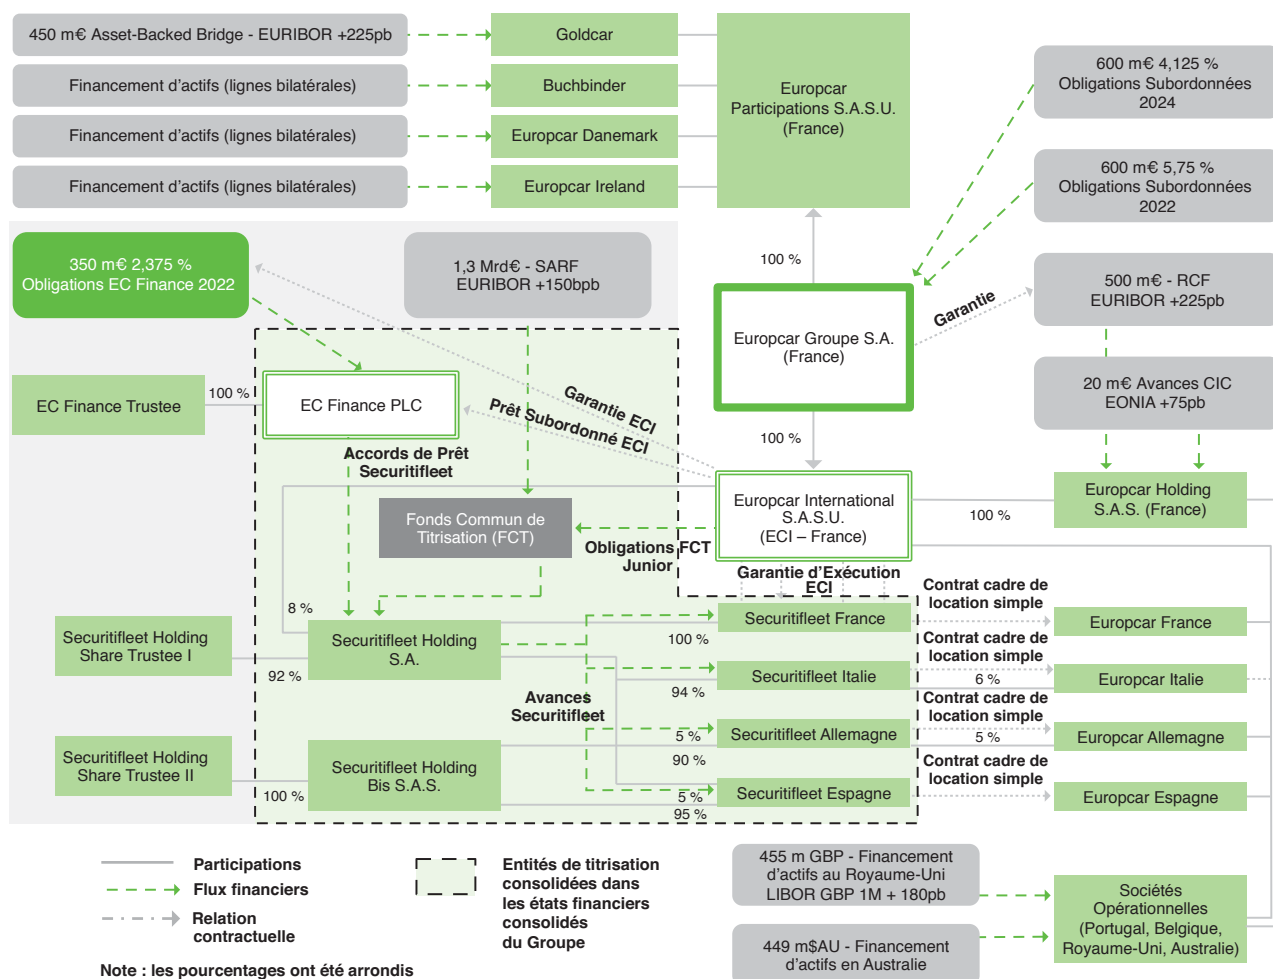 450 m€ Asset-Backed Bridge - EURIBOR +225pb
Goldcar
Financement d'actifs (lignes bilatérales)
Buchbinder
Financement d'actifs (lignes bilatérales)
Europcar Danemark
Financement d'actifs (lignes bilatérales)
Europcar Ireland
Europcar
Participations S.A.S.U.
(France)
600 m€ 4,125 %
Obligations Subordonnées
2024
600 m€ 5,75 %
Obligations Subordonnées
2022
100 %
350 m€ 2,375 %
Obligations EC Finance 2022
1,3 Mrd€ - SARF
EURIBOR +150bpb
Europcar Groupe S.A.
(France)
Garantie
500 m€ - RCF
EURIBOR +225pb
20 m€ Avances CIC
EONIA +75pb
EC Finance Trustee
100 %
EC Finance PLC
Garantie ECI
Prêt Subordonné ECI
100 %
Accords de Prêt
Securitifleet
Fonds Commun de
Titrisation (FCT)
Obligations FCT
Junior
Europcar International
S.A.S.U.
(ECI – France)
100 %
Europcar Holding
S.A.S. (France)
Garantie d'Exécution
ECI
Securitifleet Holding
Share Trustee I
92 %
8 %
Securitifleet Holding
S.A.
100 %
Securitifleet France
Contrat cadre de
location simple
Europcar France
94 %
Securitifleet Italie
Contrat cadre de
location simple
6 %
Europcar Italie
Avances
Securitifleet
5 %
90 %
Securitifleet Allemagne
Contrat cadre de
location simple
5 %
Europcar Allemagne
Securitifleet Holding
Share Trustee II
100 %
Securitifleet Holding
Bis S.A.S.
5 %
95 %
Securitifleet Espagne
Contrat cadre de
location simple
Europcar Espagne
Participations
Flux financiers
Relation
contractuelle
Entités de titrisation
consolidées dans
les états financiers
consolidés
du Groupe
455 m GBP - Financement
d'actifs au Royaume-Uni
LIBOR GBP 1M + 180pb
449 m$AU - Financement
d'actifs en Australie
Sociétés
Opérationnelles
(Portugal, Belgique,
Royaume-Uni, Australie)
Note : les pourcentages ont été arrondis